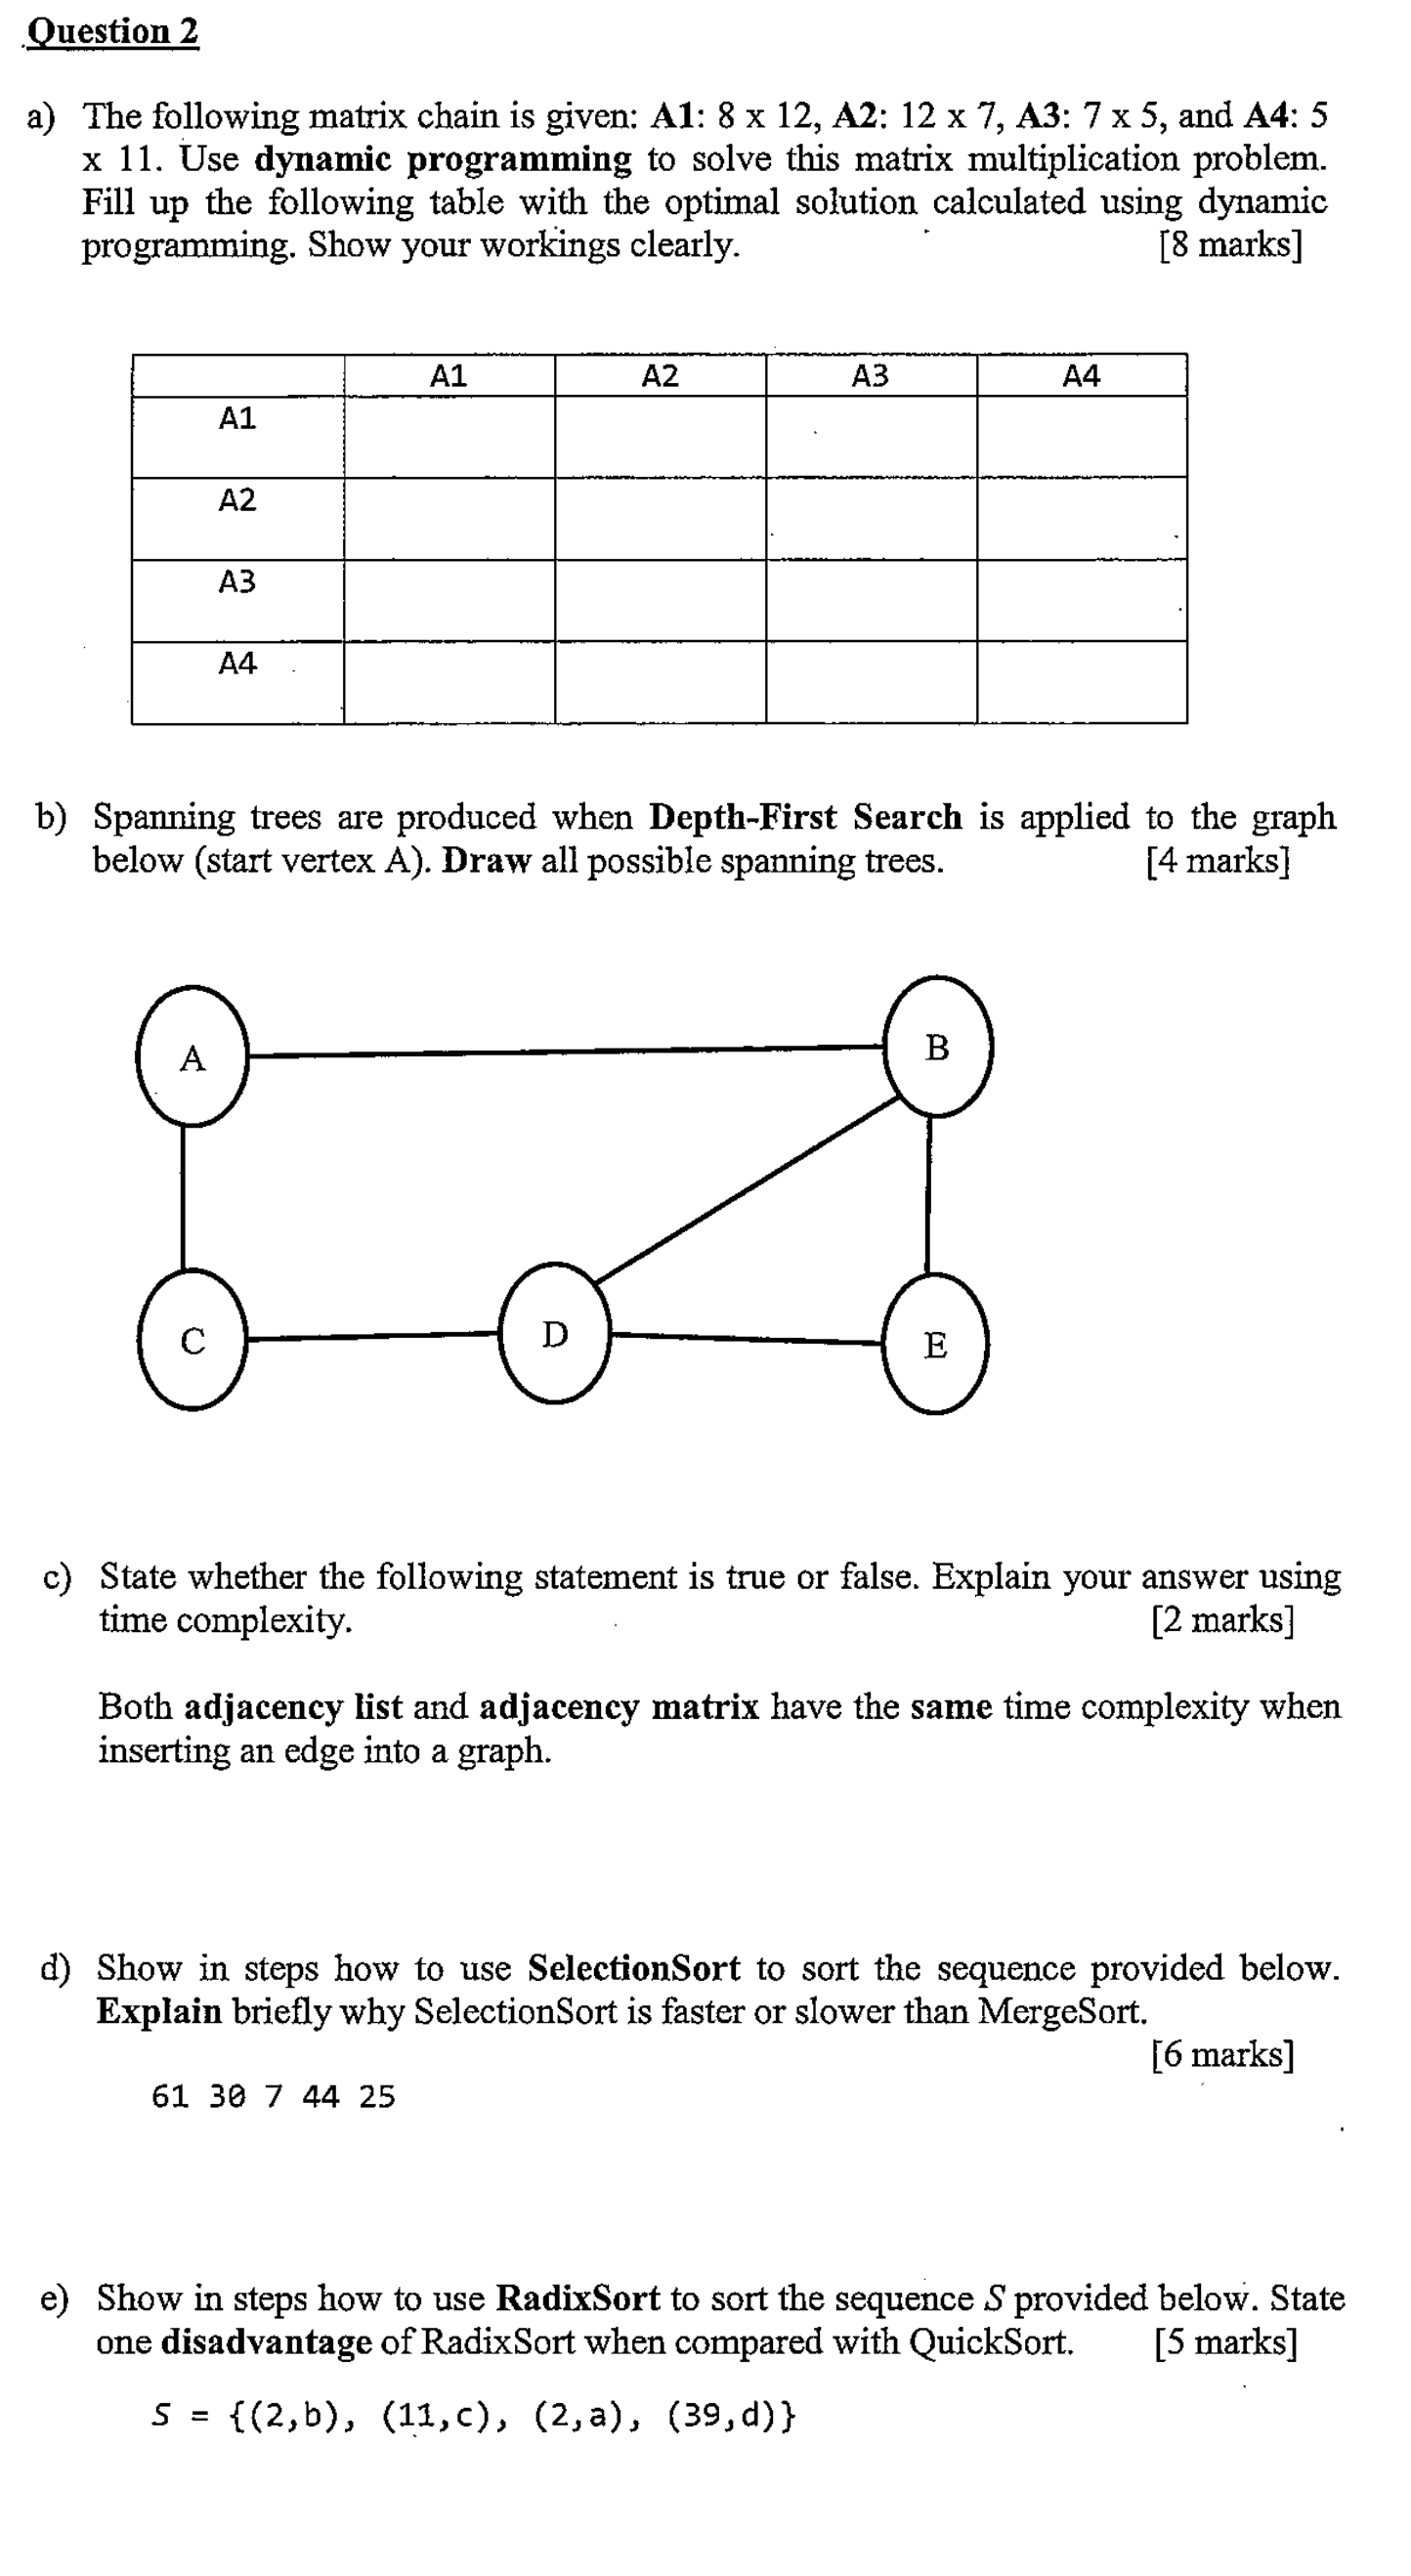 Question 2
a) The following matrix chain is given: A1: 8 x 12, A2: 12 x 7, A3: 7 x 5, and A4: 5
x 11. Use dynamic programming to solve this matrix multiplication problem.
Fill up the following table with the optimal solution calculated using dynamic
programming. Show your workings clearly. [8 marks]
A1 A2 A3 A4
A1
A2
A3
A4
b) Spanning trees are produced when Depth-First Search is applied to the graph
below (start vertex A). Draw all possible spanning trees. [4 marks]
A B
C D E
c) State whether the following statement is true or false. Explain your answer using
time complexity. [2 marks]
Both adjacency list and adjacency matrix have the same time complexity when
inserting an edge into a graph.
d) Show in steps how to use SelectionSort to sort the sequence provided below.
Explain briefly why SelectionSort is faster or slower than MergeSort.
[6 marks]
61 30 7 44 25
e) Show in steps how to use RadixSort to sort the sequence S provided below. State
one disadvantage of RadixSort when compared with QuickSort. [5 marks]
S = {(2,b), (11,c), (2,a), (39,d)}